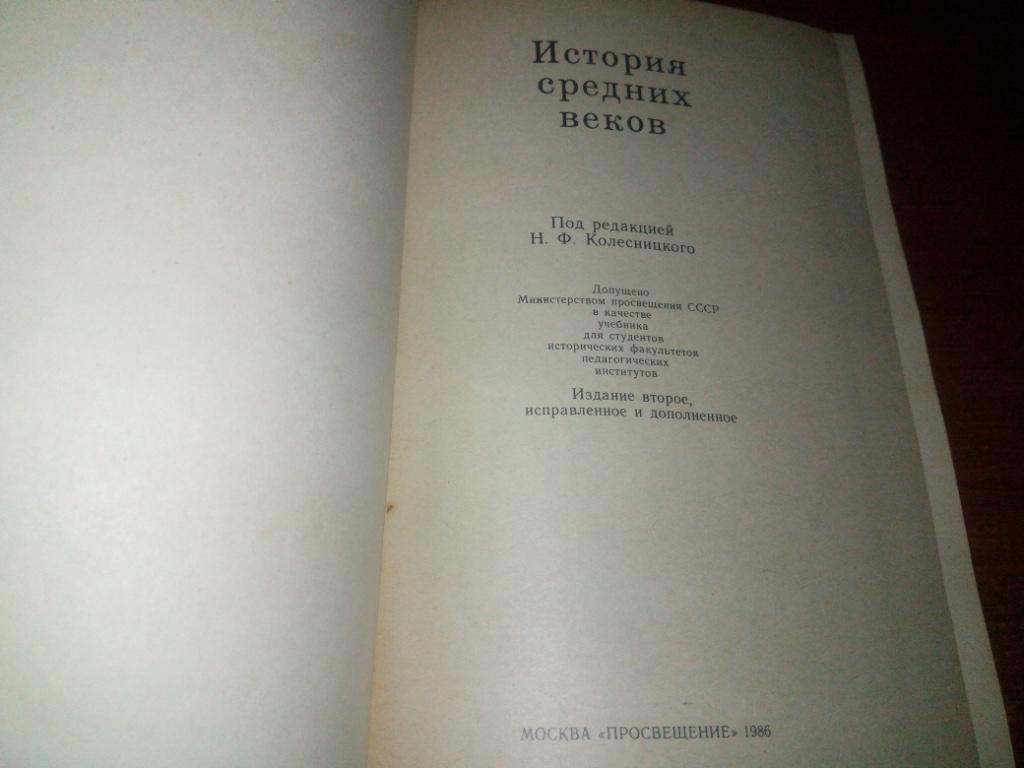 История
средних
веков
Под редакцией
Н. Ф. Колесницкого
Допущено
Министерством просвещения СССР
в качестве
учебника
для студентов
исторических факультетов
педагогических
институтов
Издание второе,
исправленное и дополненное
МОСКВА «ПРОСВЕЩЕНИЕ» 1986